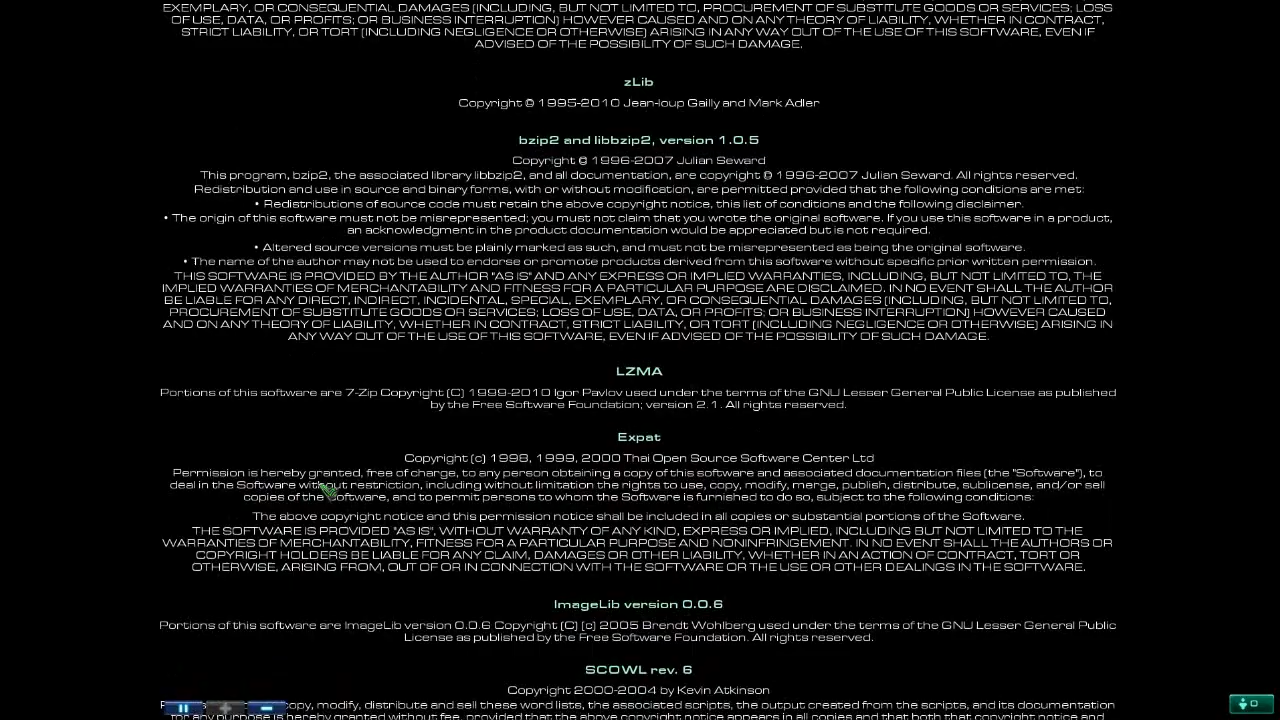 EXEMPLARY, OR CONSEQUENTIAL DAMAGES (INCLUDING, BUT NOT LIMITED TO, PROCUREMENT OF SUBSTITUTE GOODS OR SERVICES; LOSS
OF USE, DATA, OR PROFITS; OR BUSINESS INTERRUPTION) HOWEVER CAUSED AND ON ANY THEORY OF LIABILITY, WHETHER IN CONTRACT,
STRICT LIABILITY, OR TORT (INCLUDING NEGLIGENCE OR OTHERWISE) ARISING IN ANY WAY OUT OF THE USE OF THIS SOFTWARE, EVEN IF
ADVISED OF THE POSSIBILITY OF SUCH DAMAGE.
zLib
Copyright © 1995-2010 Jean-loup Gailly and Mark Adler
bzip2 and libbzip2, version 1.0.5
Copyright © 1996-2007 Julian Seward
This program, bzip2, the associated library libbzip2, and all documentation, are copyright © 1996-2007 Julian Seward. All rights reserved.
Redistribution and use in source and binary forms, with or without modification, are permitted provided that the following conditions are met:
• Redistributions of source code must retain the above copyright notice, this list of conditions and the following disclaimer.
• The origin of this software must not be misrepresented; you must not claim that you wrote the original software. If you use this software in a product,
an acknowledgment in the product documentation would be appreciated but is not required.
• Altered source versions must be plainly marked as such, and must not be misrepresented as being the original software.
• The name of the author may not be used to endorse or promote products derived from this software without specific prior written permission.
THIS SOFTWARE IS PROVIDED BY THE AUTHOR "AS IS" AND ANY EXPRESS OR IMPLIED WARRANTIES, INCLUDING, BUT NOT LIMITED TO, THE
IMPLIED WARRANTIES OF MERCHANTABILITY AND FITNESS FOR A PARTICULAR PURPOSE ARE DISCLAIMED. IN NO EVENT SHALL THE AUTHOR
BE LIABLE FOR ANY DIRECT, INDIRECT, INCIDENTAL, SPECIAL, EXEMPLARY, OR CONSEQUENTIAL DAMAGES (INCLUDING, BUT NOT LIMITED TO,
PROCUREMENT OF SUBSTITUTE GOODS OR SERVICES; LOSS OF USE, DATA, OR PROFITS; OR BUSINESS INTERRUPTION) HOWEVER CAUSED
AND ON ANY THEORY OF LIABILITY, WHETHER IN CONTRACT, STRICT LIABILITY, OR TORT (INCLUDING NEGLIGENCE OR OTHERWISE) ARISING IN
ANY WAY OUT OF THE USE OF THIS SOFTWARE, EVEN IF ADVISED OF THE POSSIBILITY OF SUCH DAMAGE.
LZMA
Portions of this software are 7-Zip Copyright (C) 1999-2010 Igor Pavlov used under the terms of the GNU Lesser General Public License as published
by the Free Software Foundation; version 2.1. All rights reserved.
Expat
Copyright (c) 1998, 1999, 2000 Thai Open Source Software Center Ltd
Permission is hereby granted, free of charge, to any person obtaining a copy of this software and associated documentation files (the "Software"), to
deal in the Software without restriction, including without limitation the rights to use, copy, modify, merge, publish, distribute, sublicense, and/or sell
copies of the Software, and to permit persons to whom the Software is furnished to do so, subject to the following conditions:
The above copyright notice and this permission notice shall be included in all copies or substantial portions of the Software.
THE SOFTWARE IS PROVIDED "AS IS", WITHOUT WARRANTY OF ANY KIND, EXPRESS OR IMPLIED, INCLUDING BUT NOT LIMITED TO THE
WARRANTIES OF MERCHANTABILITY, FITNESS FOR A PARTICULAR PURPOSE AND NONINFRINGEMENT. IN NO EVENT SHALL THE AUTHORS OR
COPYRIGHT HOLDERS BE LIABLE FOR ANY CLAIM, DAMAGES OR OTHER LIABILITY, WHETHER IN AN ACTION OF CONTRACT, TORT OR
OTHERWISE, ARISING FROM, OUT OF OR IN CONNECTION WITH THE SOFTWARE OR THE USE OR OTHER DEALINGS IN THE SOFTWARE.
ImageLib version 0.0.6
Portions of this software are ImageLib version 0.0.6 Copyright (C) (c) 2005 Brendt Wohlberg used under the terms of the GNU Lesser General Public
License as published by the Free Software Foundation. All rights reserved.
SCOWL rev. 6
Copyright 2000-2004 by Kevin Atkinson
copy, modify, distribute and sell these word lists, the associated scripts, the output created from the scripts, and its documentation
for any purpose is hereby granted without fee, provided that the above copyright notice appears in all copies and that both that copyright notice and
0